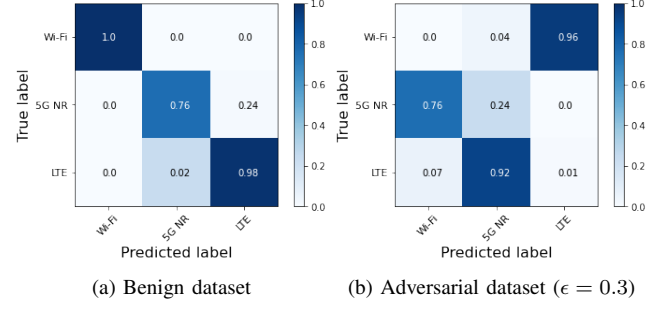 1.0
Wi-Fi 1.0 0.0 0.0
0.8
5G NR 0.0 0.76 0.24
0.6
0.4
LTE 0.0 0.02 0.98
0.2
0.0
True label
Wi-Fi 5G NR LTE
Predicted label
(a) Benign dataset
1.0
Wi-Fi 0.0 0.04 0.96
0.8
5G NR 0.76 0.24 0.0
0.6
0.4
LTE 0.07 0.92 0.01
0.2
0.0
True label
Wi-Fi 5G NR LTE
Predicted label
(b) Adversarial dataset (ϵ = 0.3)